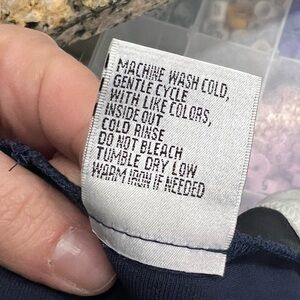 MACHINE WASH COLD,
GENTLE CYCLE
WITH LIKE COLORS,
INSIDE OUT
COLD RINSE
DO NOT BLEACH
TUMBLE DRY LOW
WARM IRON IF NEEDED